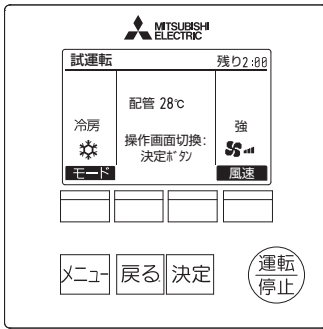 MITSUBISHI
ELECTRIC
試運転 残り2:00
配管 28℃
冷房 強
操作画面切換:
決定ボタン
モード 風速
メニュー 戻る 決定 運転
停止